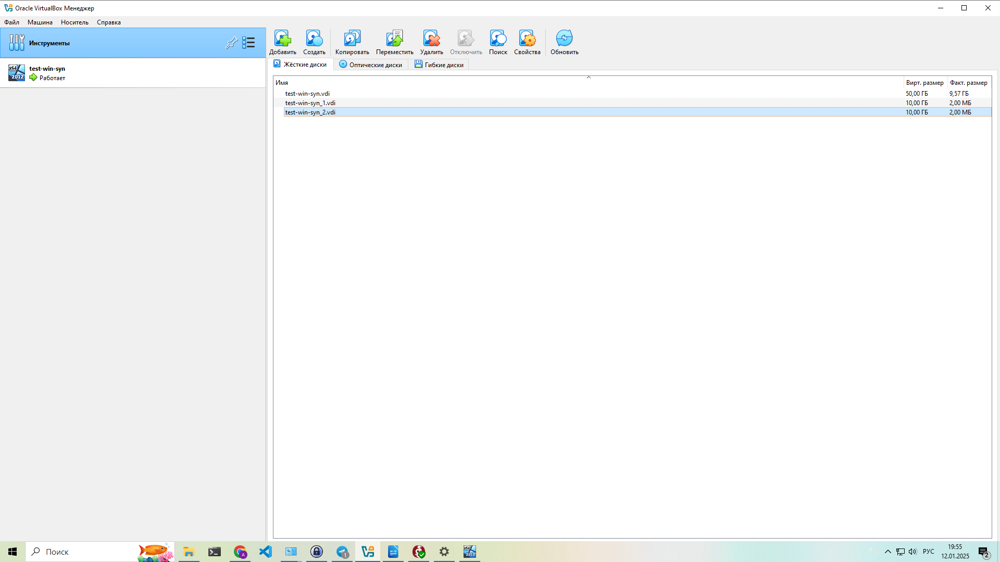 Oracle VirtualBox Менеджер
Файл Машина Носитель Справка
Инструменты
Добавить Создать Копировать Переместить Удалить Отключить Поиск Свойства Обновить
x64 2012
test-win-syn
Работает
Жёсткие диски Оптические диски Гибкие диски
Имя Вирт. размер Факт. размер
test-win-syn.vdi 50,00 ГБ 9,57 ГБ
test-win-syn_1.vdi 10,00 ГБ 2,00 МБ
test-win-syn_2.vdi 10,00 ГБ 2,00 МБ
Поиск
A
1
x64 2012
РУС
19:55
12.01.2025
2